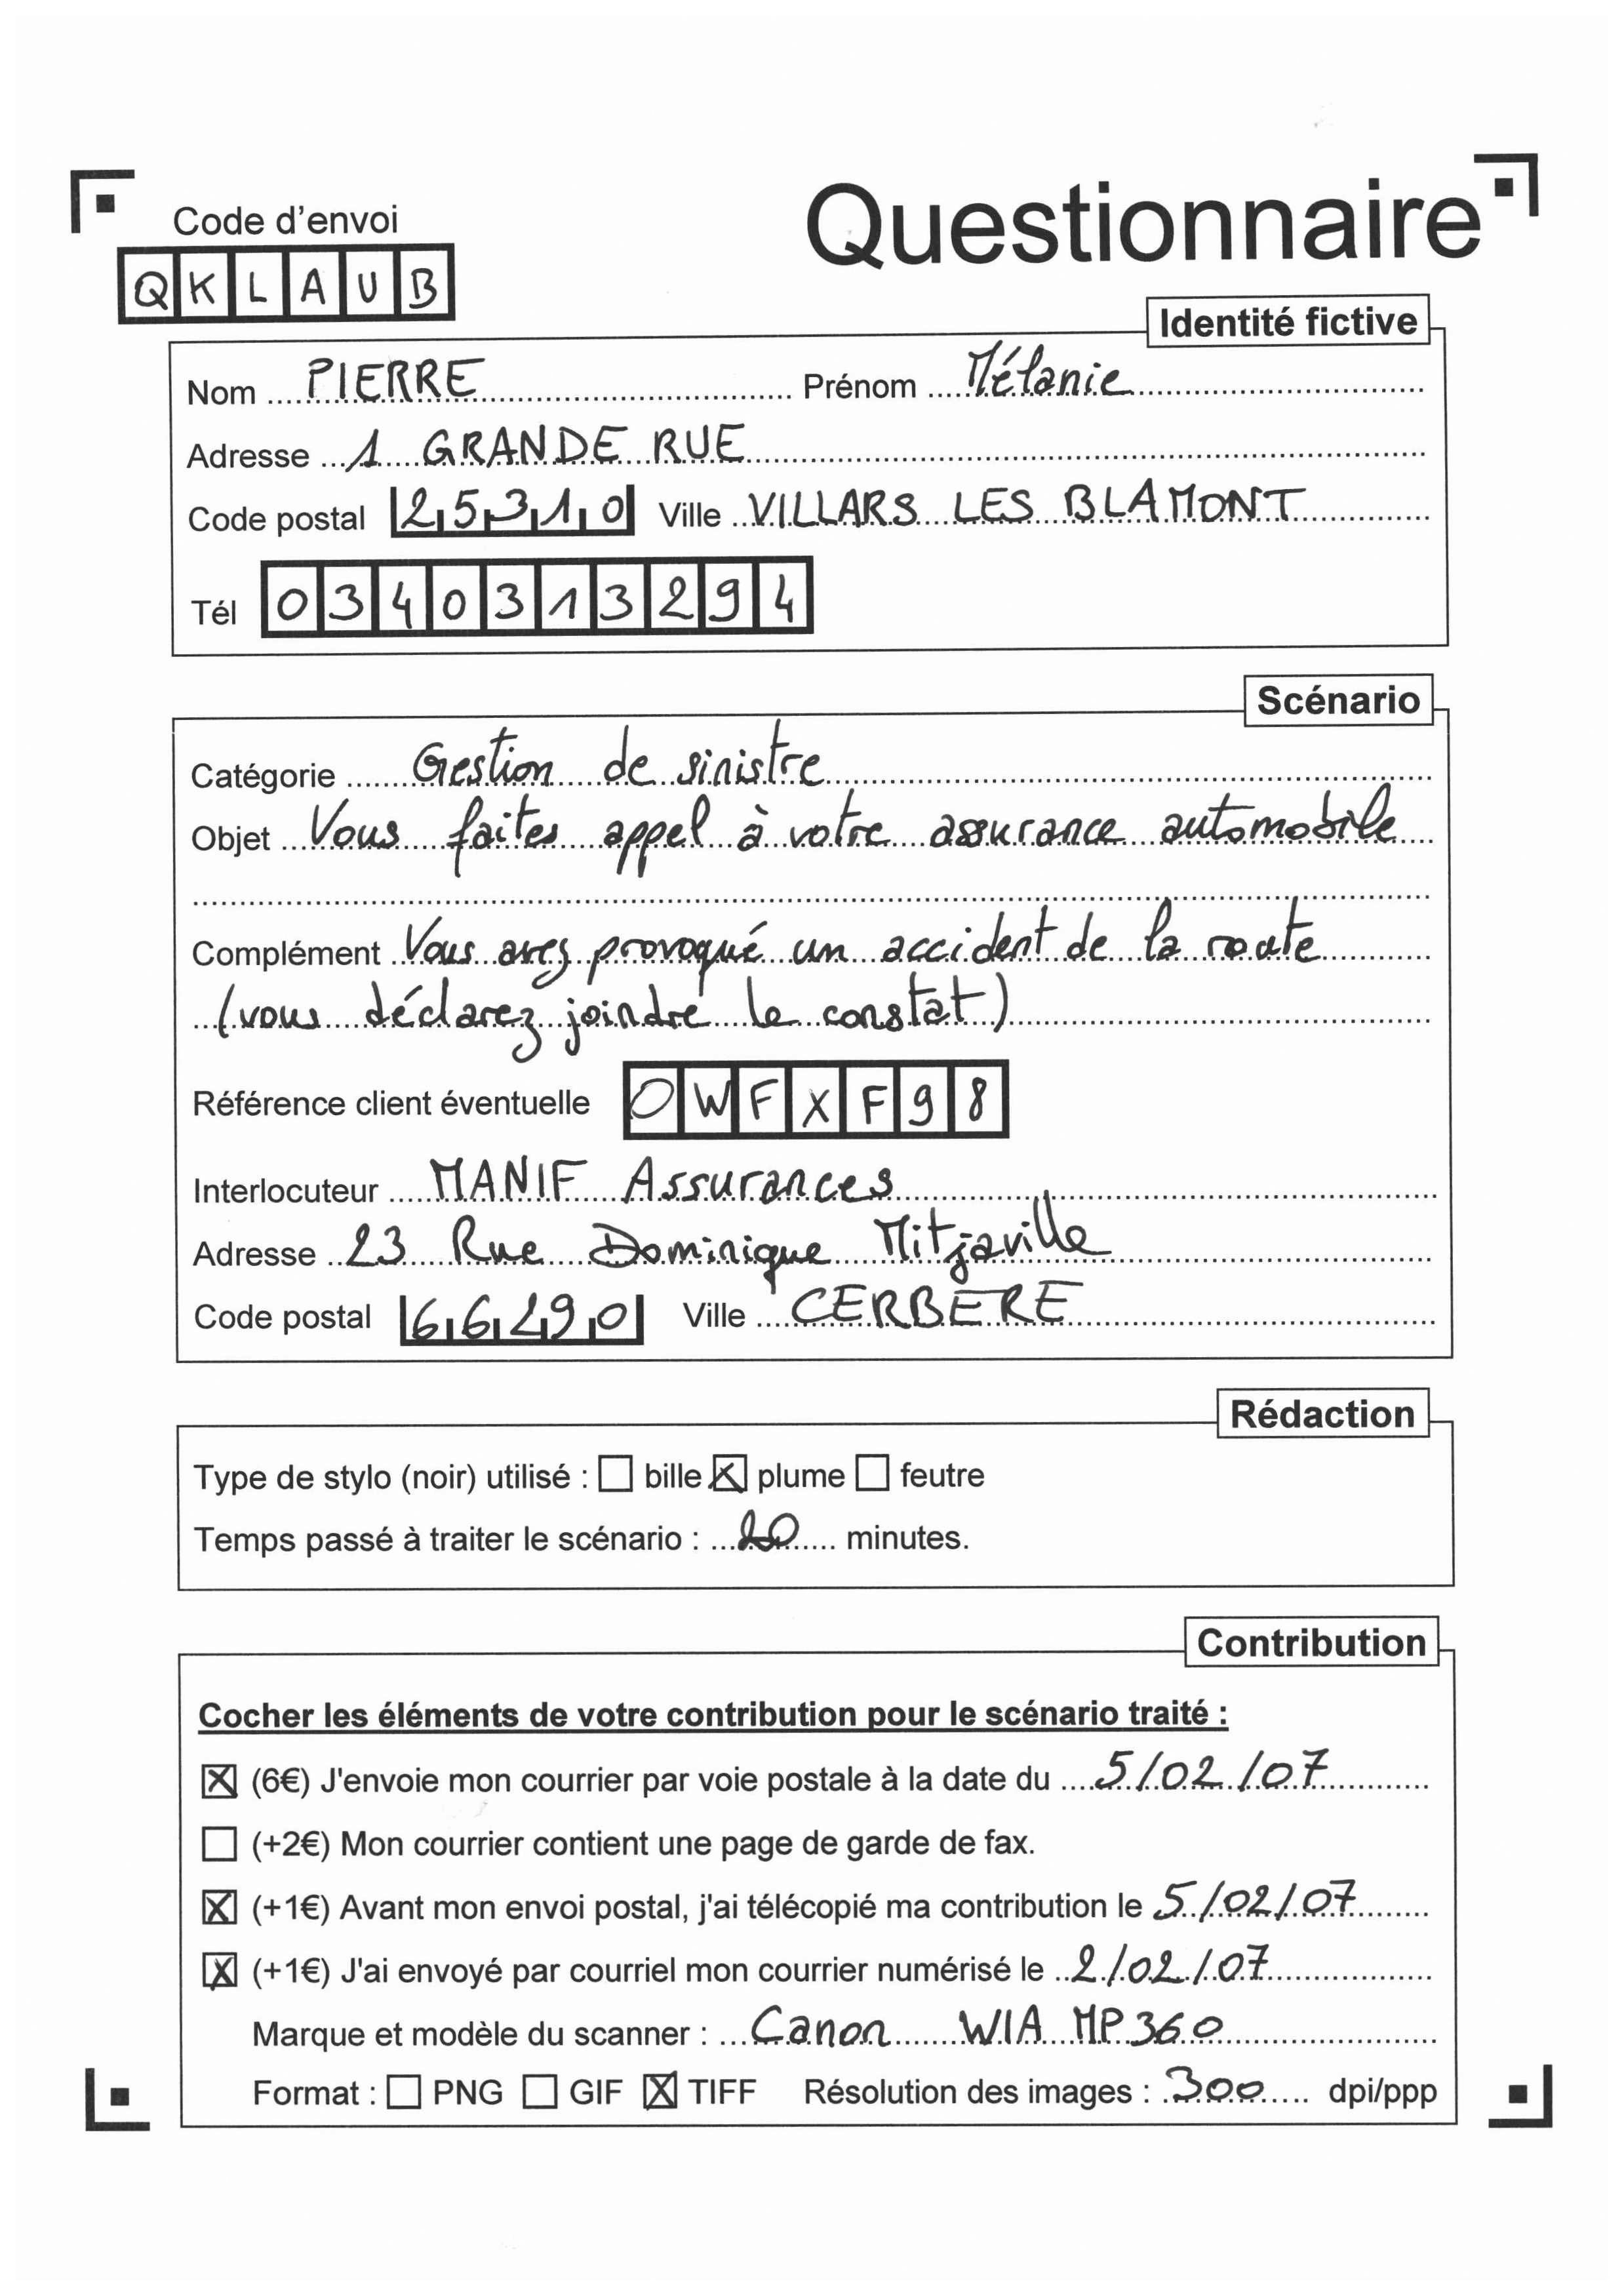 Code d'envoi
Questionnaire
QKLAUB
Identité fictive
Nom PIERRE Prénom Mélanie
Adresse 1 GRANDE RUE
Code postal 25310 Ville VILLARS LES BLAMONT
Tél 0340313294
Scénario
Catégorie Gestion de sinistre
Objet Vous faites appel à votre assurance automobile
Complément Vous avez provoqué un accident de la route
(vous déclarez joindre le constat)
Référence client éventuelle OWFXF98
Interlocuteur MANIF Assurances
Adresse 23 Rue Dominique Mitjaville
Code postal 66290 Ville CERBERE
Rédaction
Type de stylo (noir) utilisé : ☐ bille ☒ plume ☐ feutre
Temps passé à traiter le scénario : 20 minutes.
Contribution
Cocher les éléments de votre contribution pour le scénario traité :
☒ (6€) J'envoie mon courrier par voie postale à la date du 5/02/07
☐ (+2€) Mon courrier contient une page de garde de fax.
☒ (+1€) Avant mon envoi postal, j'ai télécopié ma contribution le 5/02/07
☒ (+1€) J'ai envoyé par courriel mon courrier numérisé le 2/02/07
Marque et modèle du scanner : Canon WIA MP360
Format : ☐ PNG ☐ GIF ☒ TIFF Résolution des images : 300 dpi/ppp